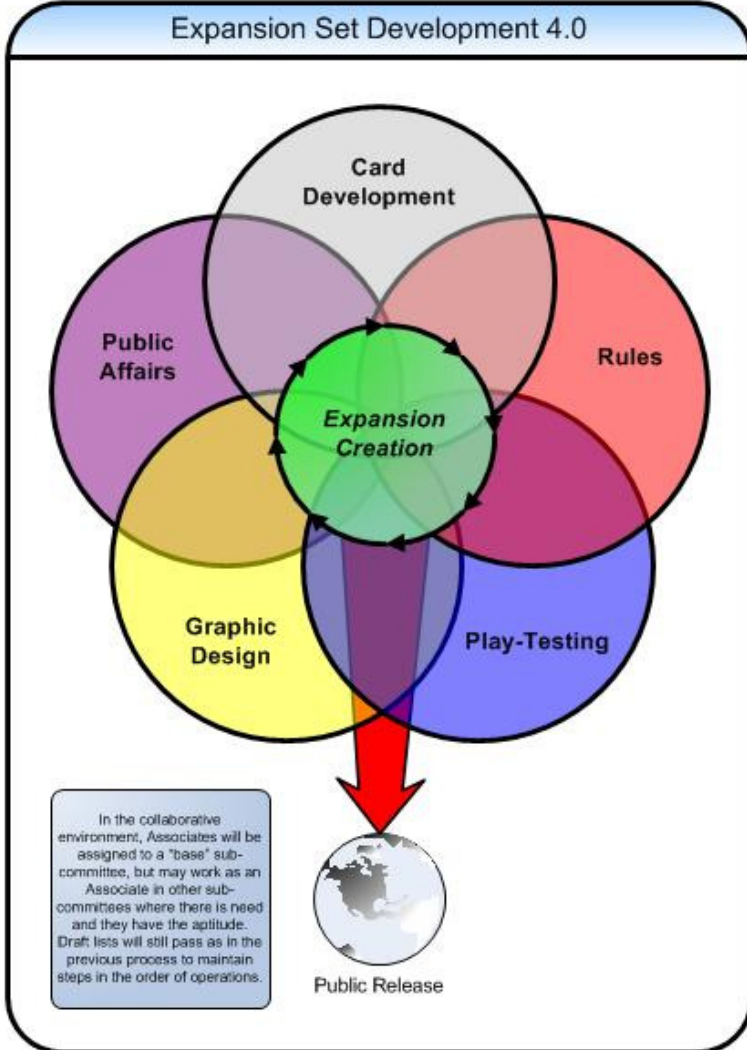 Expansion Set Development 4.0
Card
Development
Public
Affairs
Rules
Expansion
Creation
Graphic
Design
Play-Testing
In the collaborative
environment, Associates will be
assigned to a "base" sub-
committee, but may work as an
Associate in other sub-
committees where there is need
and they have the aptitude.
Draft lists will still pass as in the
previous process to maintain
steps in the order of operations.
Public Release